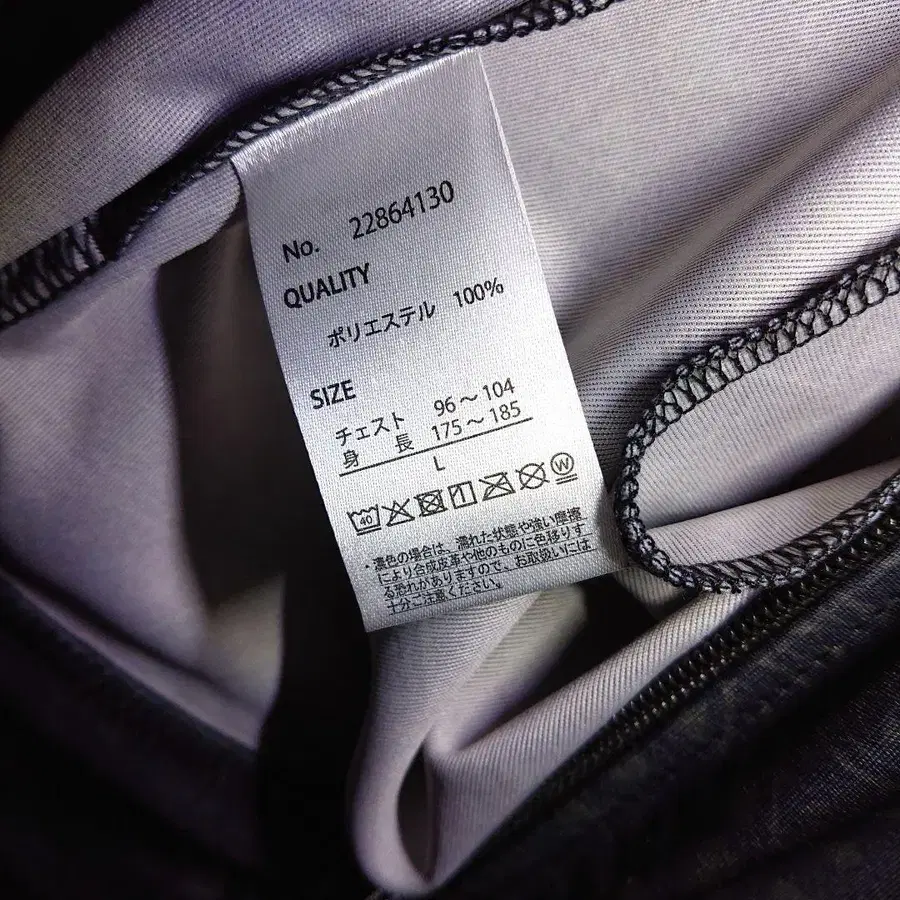 No. 22864130
QUALITY
ポリエステル 100%
SIZE
チェスト 96～104
身長 175～185
L
40
W
・濃色の場合は、濡れた状態や強い摩擦
により合成皮革や他のものに色移りす
る恐れがありますので、お取扱いには
十分ご注意ください。